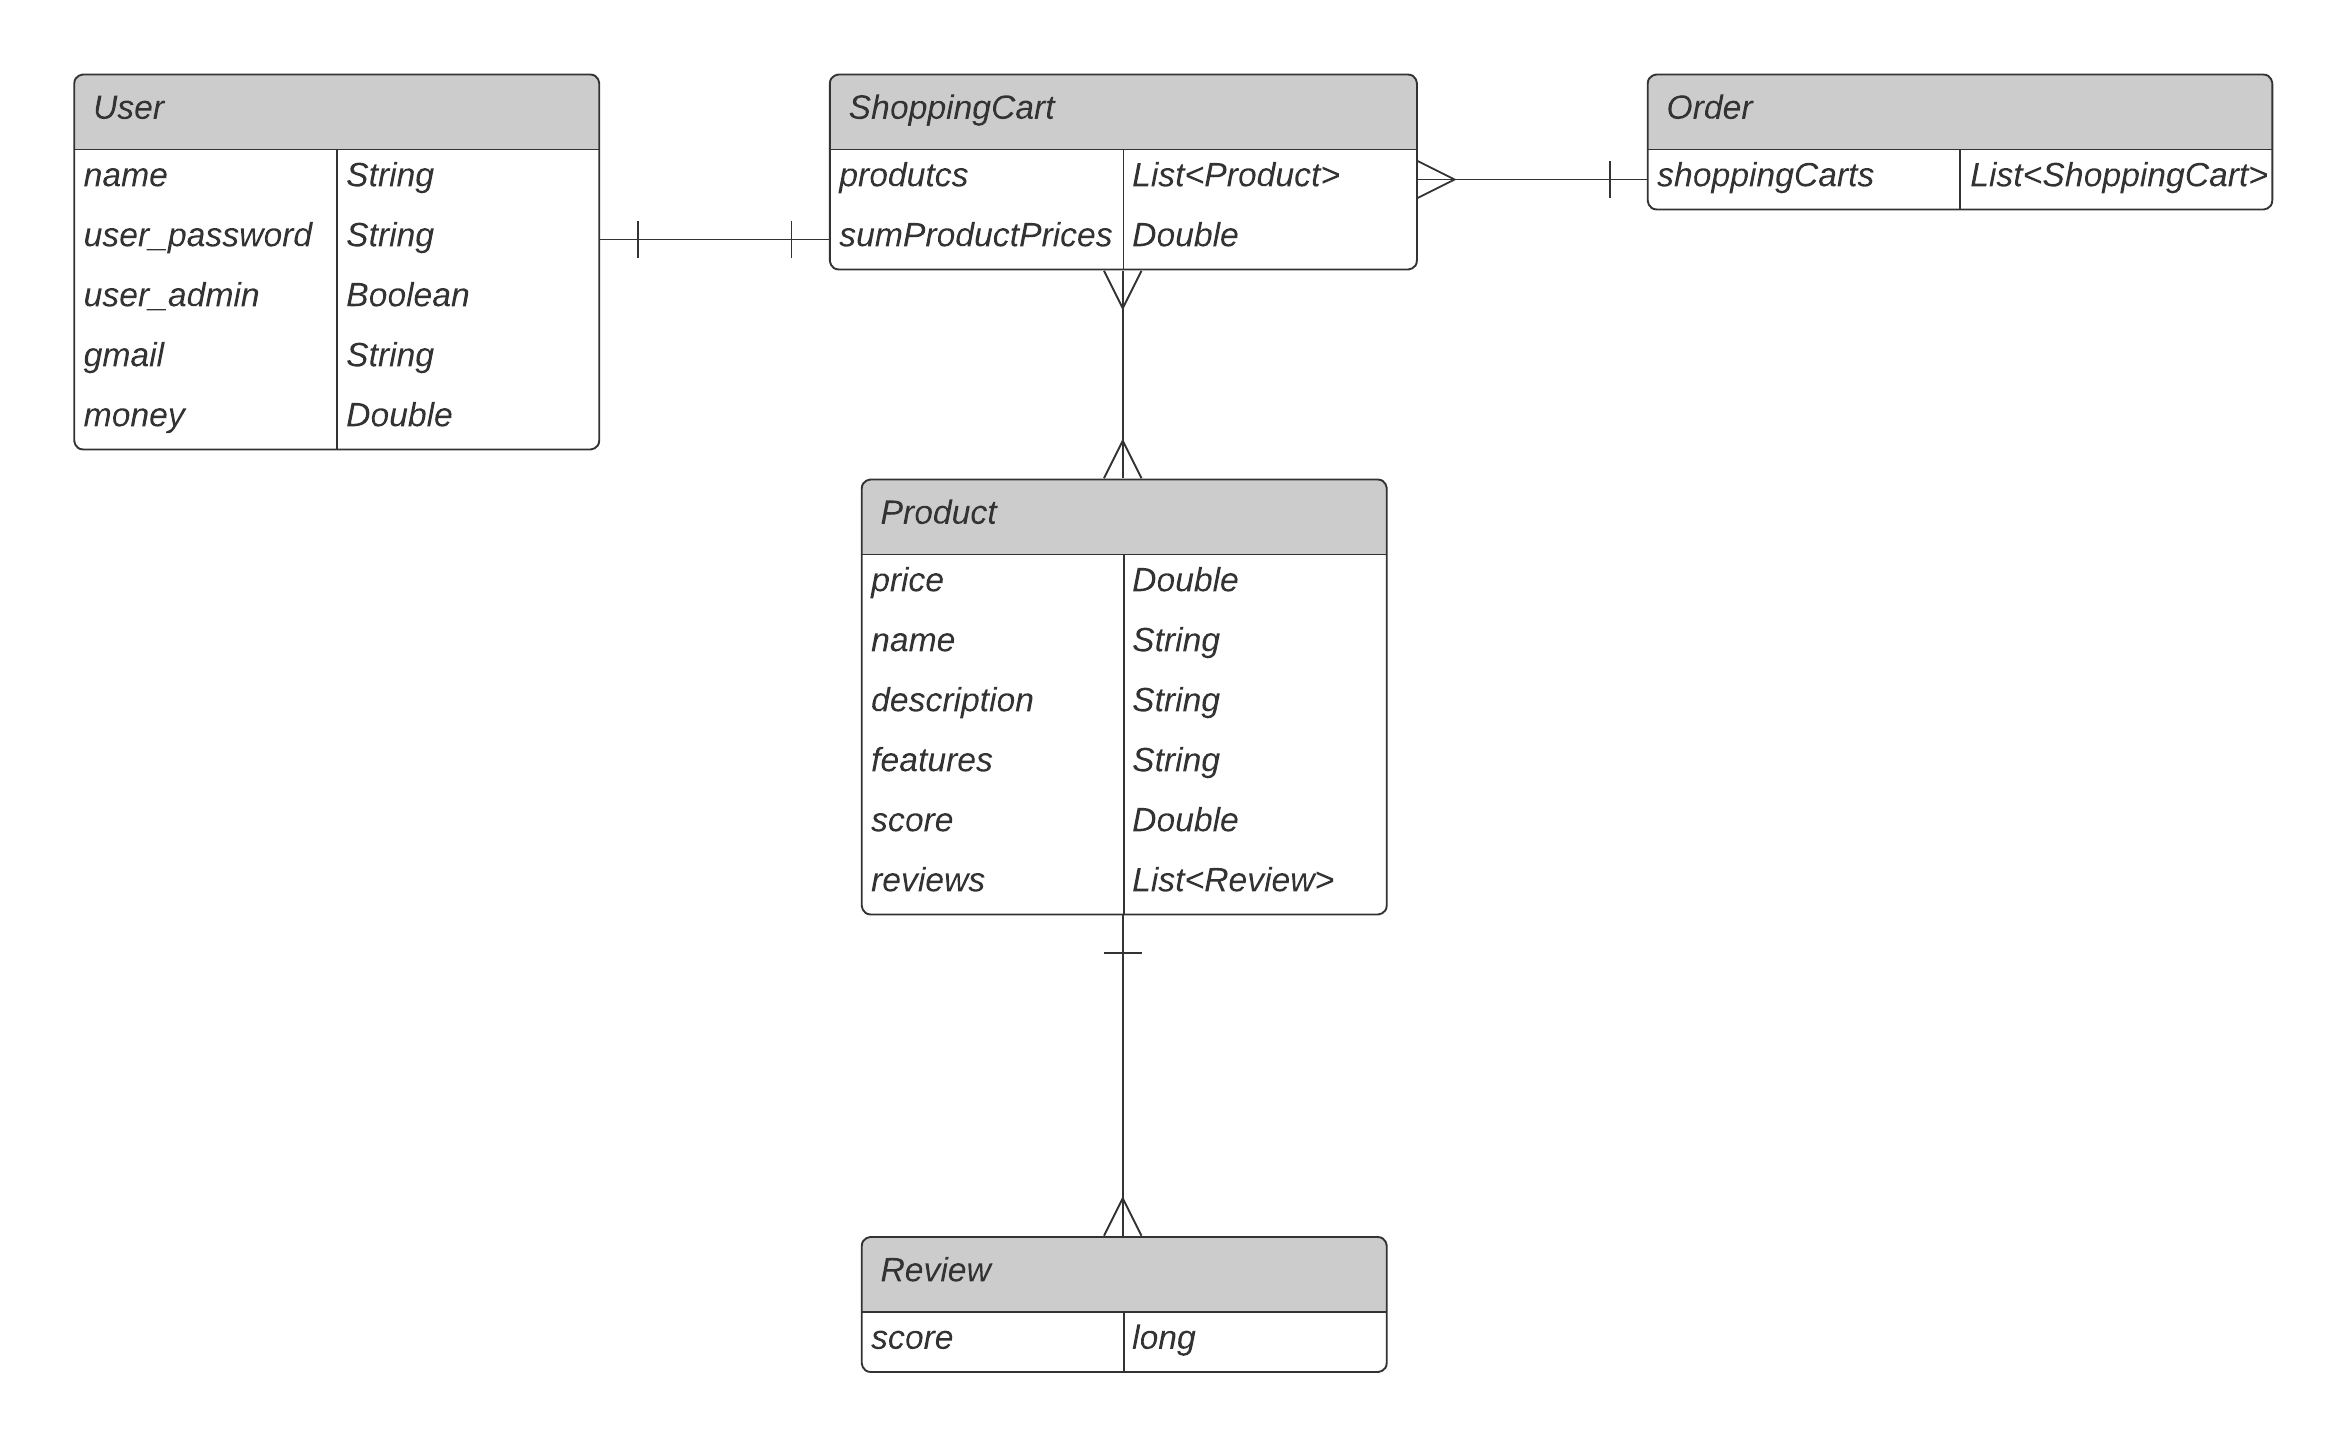 User
name String
user_password String
user_admin Boolean
gmail String
money Double
ShoppingCart
produtcs List<Product>
sumProductPrices Double
Order
shoppingCarts List<ShoppingCart>
Product
price Double
name String
description String
features String
score Double
reviews List<Review>
Review
score long